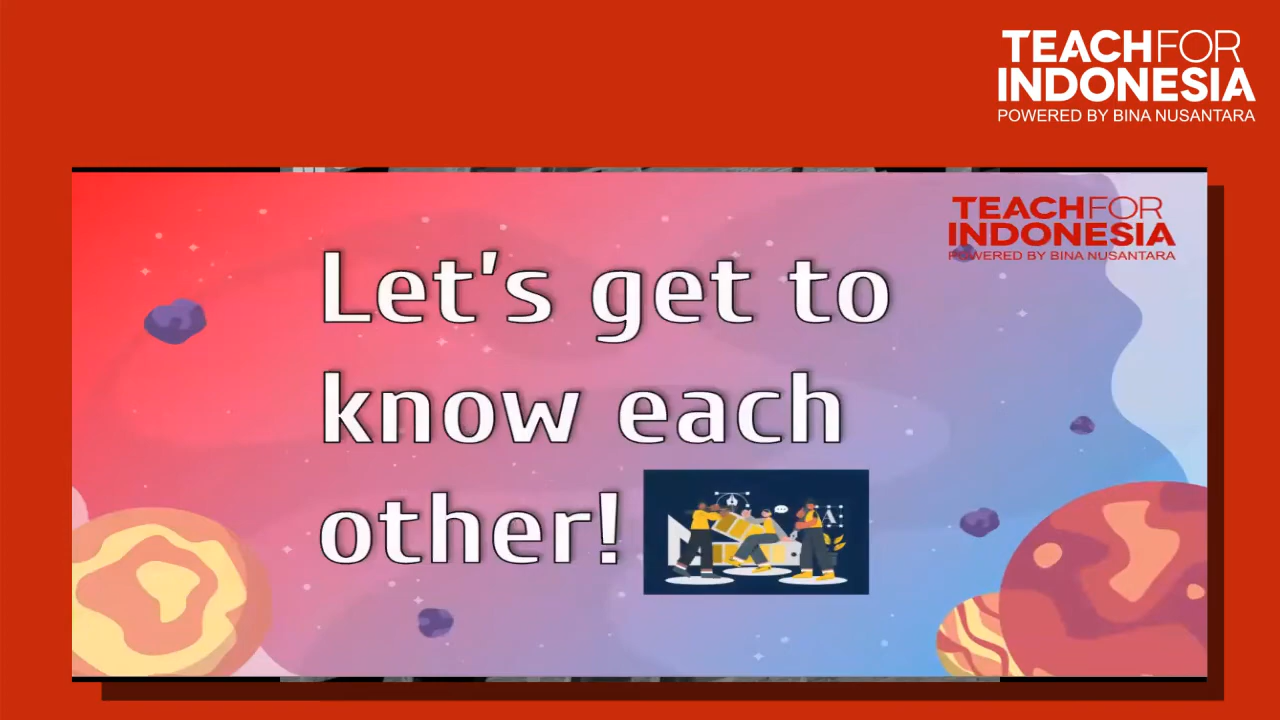 TEACHFOR
INDONESIA
POWERED BY BINA NUSANTARA
TEACHFOR
INDONESIA
POWERED BY BINA NUSANTARA
Let's get to
know each
other!
A